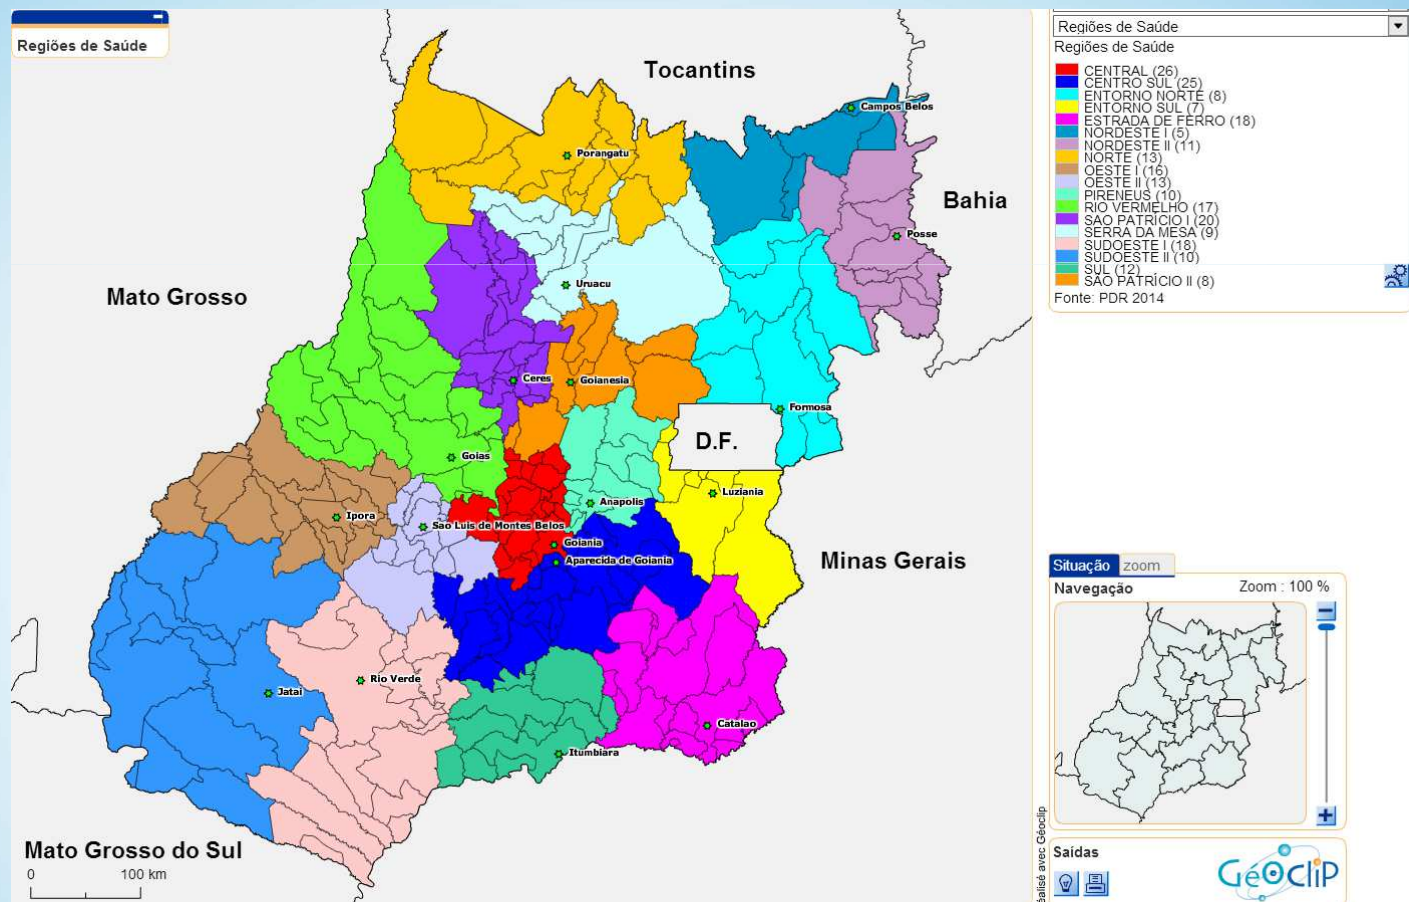 Regiões de Saúde
Tocantins
Campos Belos
Porangatu
Bahia
Posse
Mato Grosso
Uruacu
Ceres
Goianesia
Formosa
D.F.
Goias
Luziania
Anapolis
Ipora
Sao Luis de Montes Belos
Goiania
Aparecida de Goiania
Minas Gerais
Rio Verde
Jatai
Catalao
Itumbiara
Mato Grosso do Sul
0 100 km
Regiões de Saúde
Regiões de Saúde
CENTRAL (26)
CENTRO SUL (25)
ENTORNO NORTE (8)
ENTORNO SUL (7)
ESTRADA DE FERRO (18)
NORDESTE I (5)
NORDESTE II (11)
NORTE (13)
OESTE I (16)
OESTE II (13)
PIRENEUS (10)
RIO VERMELHO (17)
SAO PATRÍCIO I (20)
SERRA DA MESA (9)
SUDOESTE I (18)
SUDOESTE II (10)
SUL (12)
SAO PATRÍCIO II (8)
Fonte: PDR 2014
Situação zoom
Navegação Zoom : 100 %
Saídas
GéoCliP
avec Géoclip